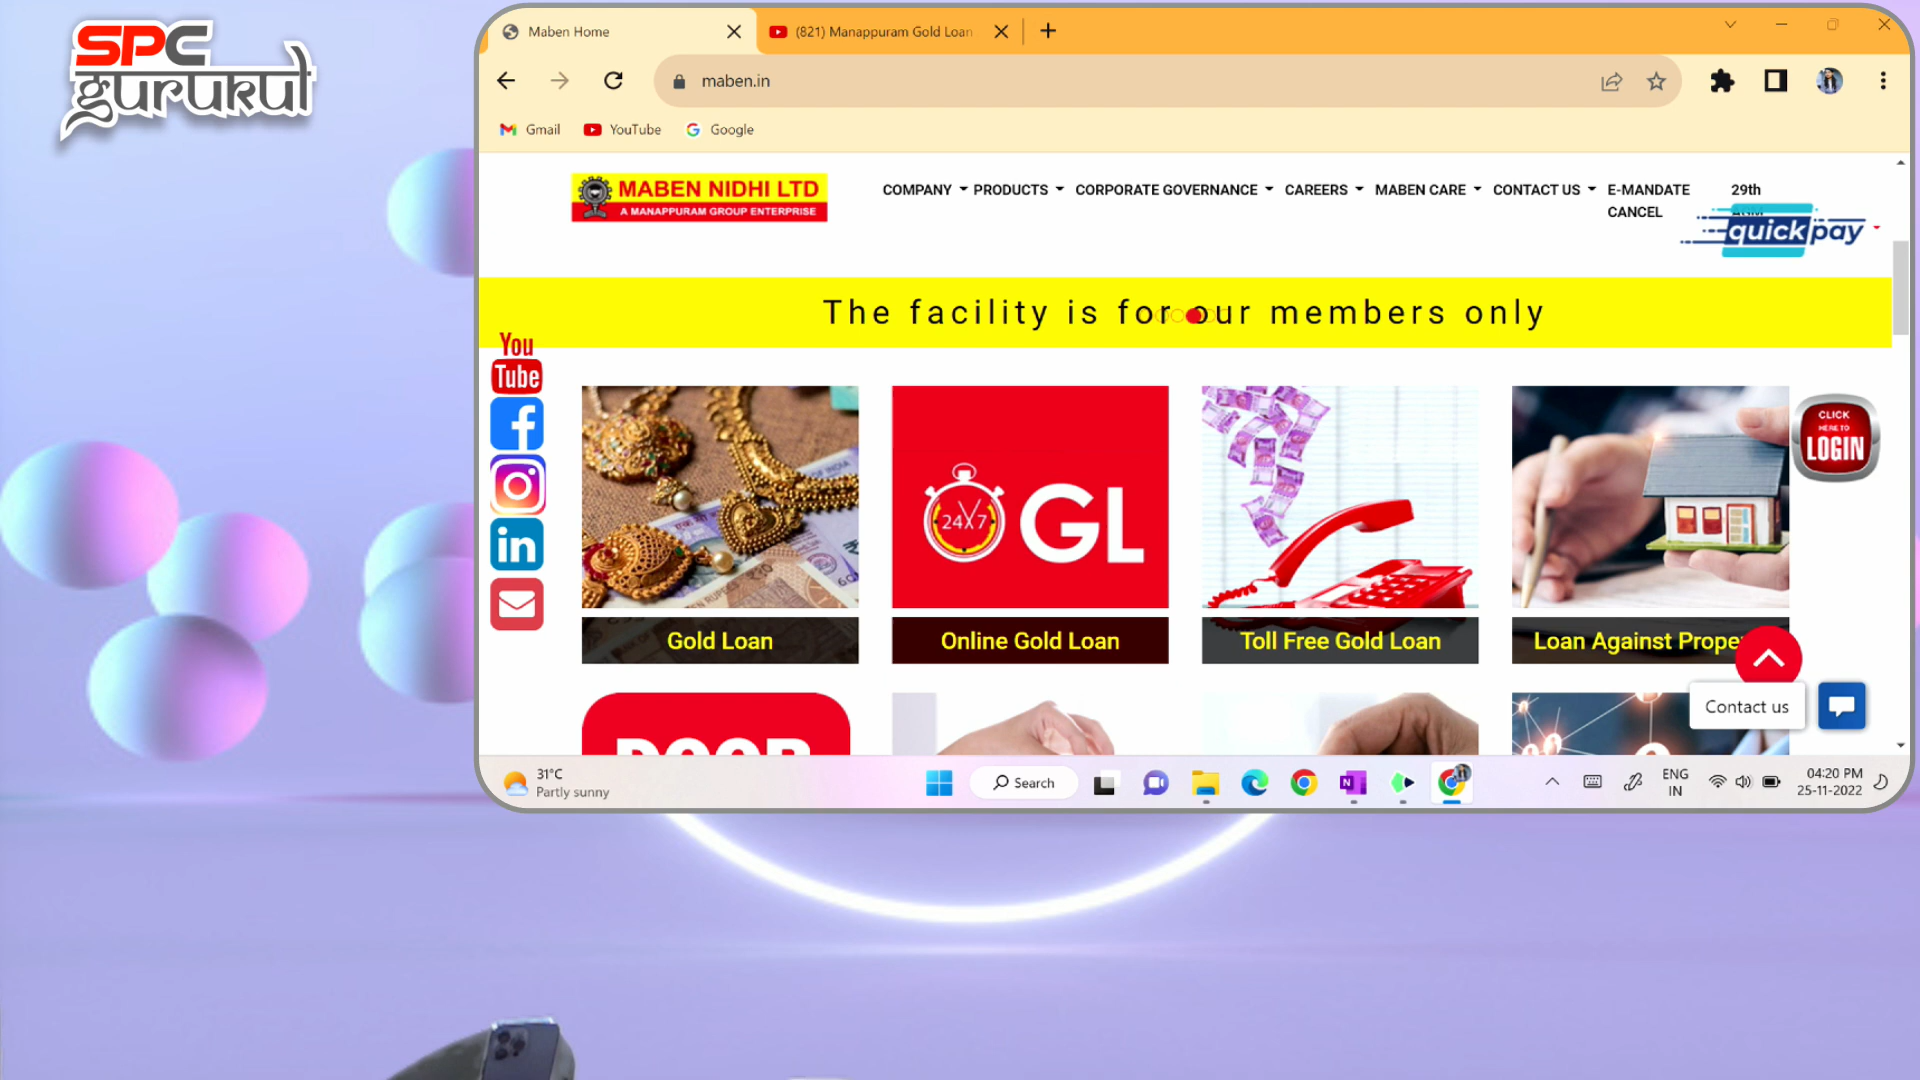 SPC
gurukul
Maben Home
(821) Manappuram Gold Loan
maben.in
Gmail
YouTube
Google
MABEN NIDHI LTD
A MANAPPURAM GROUP ENTERPRISE
COMPANY PRODUCTS CORPORATE GOVERNANCE CAREERS MABEN CARE CONTACT US E-MANDATE CANCEL 29th AGM
quickpay
The facility is for our members only
You
Tube
CLICK
HERE TO
LOGIN
in
24X7
GL
Gold Loan
Online Gold Loan
Toll Free Gold Loan
Loan Against Prope
DOOR
Contact us
31°C
Partly sunny
Search
N
ENG
IN
04:20 PM
25-11-2022